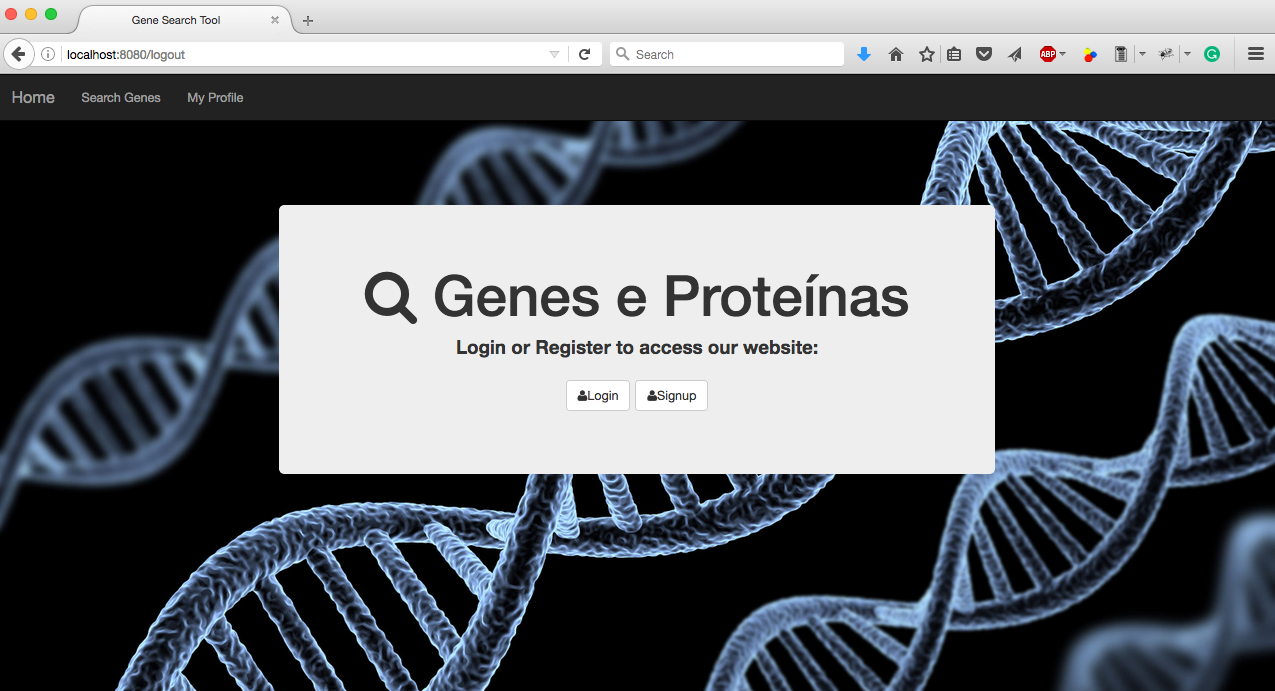 Gene Search Tool
localhost:8080/logout
Search
ABP
G
Home Search Genes My Profile
Genes e Proteínas
Login or Register to access our website:
Login Signup